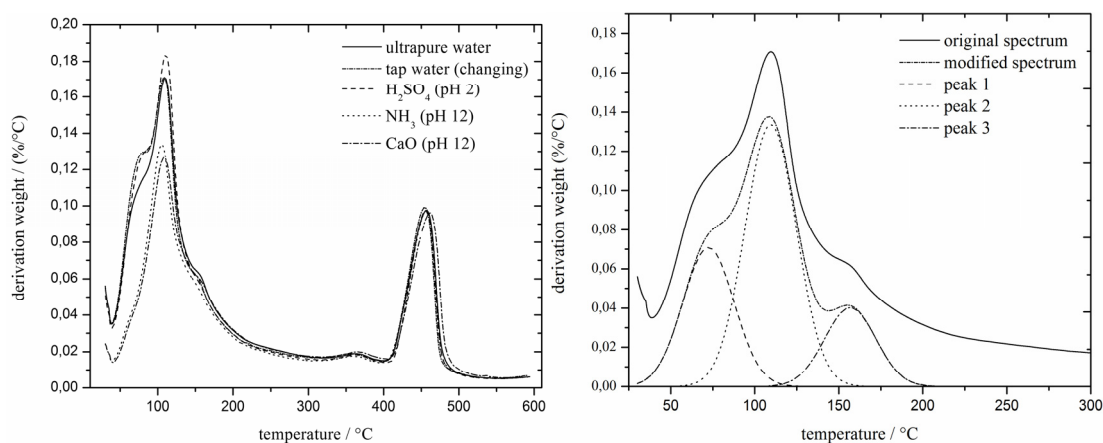 0,20
0,18
0,16
0,14
0,12
0,10
0,08
0,06
0,04
0,02
0,00
derivation weight / (%/°C)
100
200
300
400
500
600
temperature / °C
ultrapure water
tap water (changing)
H2SO4 (pH 2)
NH3 (pH 12)
CaO (pH 12)
0,18
0,16
0,14
0,12
0,10
0,08
0,06
0,04
0,02
0,00
derivation weight (%/°C)
50
100
150
200
250
300
temperature / °C
original spectrum
modified spectrum
peak 1
peak 2
peak 3